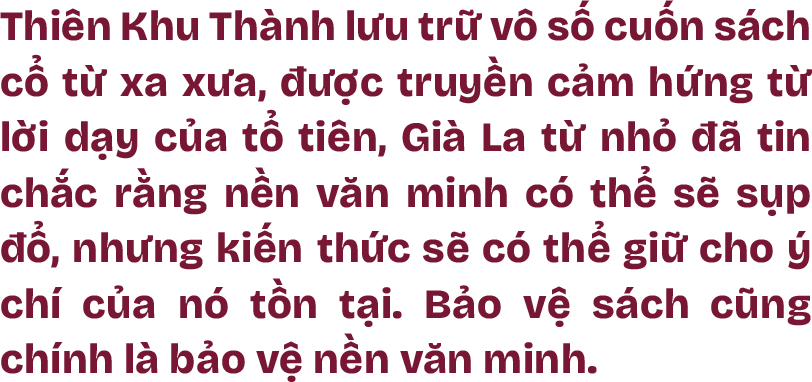 Thiên Khu Thành lưu trữ vô số cuốn sách
cổ từ xa xưa, được truyền cảm hứng từ
lời dạy của tổ tiên, Già La từ nhỏ đã tin
chắc rằng nền văn minh có thể sẽ sụp
đổ, nhưng kiến thức sẽ có thể giữ cho ý
chí của nó tồn tại. Bảo vệ sách cũng
chính là bảo vệ nền văn minh.